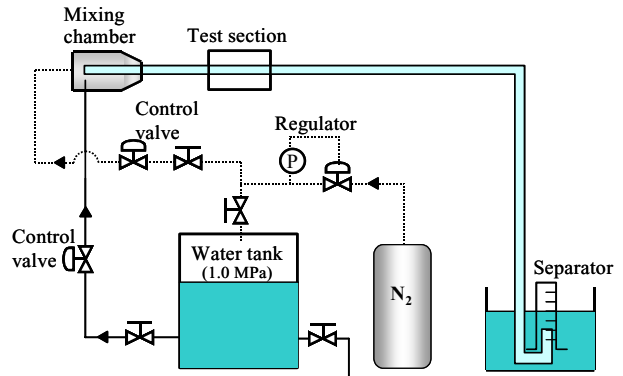 Mixing
chamber
Test section
Control
valve
Regulator
P
Control
valve
Water tank
(1.0 MPa)
N₂
Separator